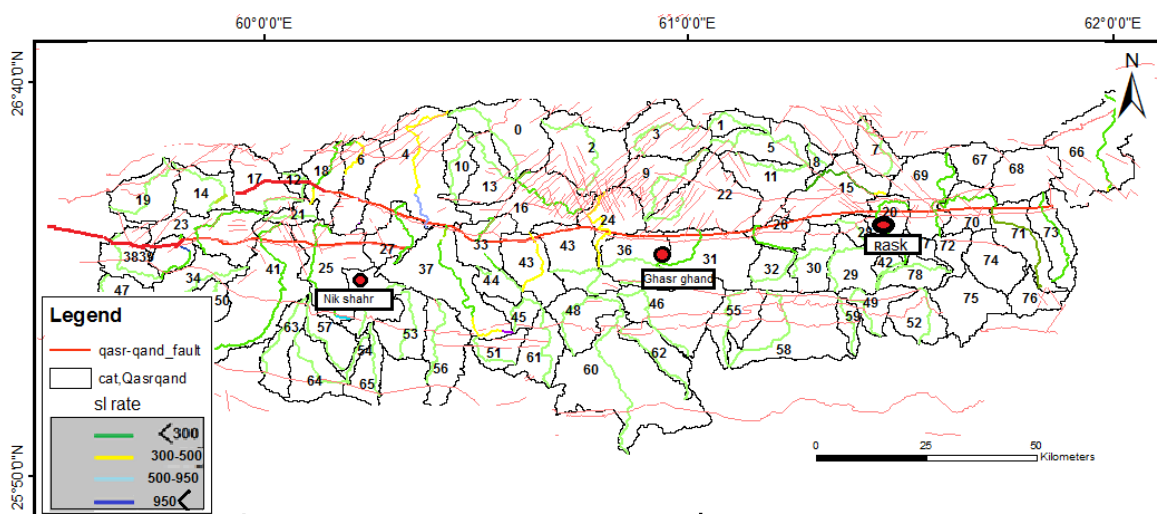 60°0'0"E 61°0'0"E 62°0'0"E
26°40'0"N
25°50'0"N
N
0 1
3
2 4 6 5 7 8
10 9 11
17 12 18 13 22 15 69 67 68 66
19 14 16
21 24 20 70
23 26 71 73
38 39 27 33 43 36 31 72
41 25 37 43 32 30 29 42 78 74
34 44
47 50 45 48 46 55 49 75 76
63 57 53 59 52
54 51 61 62 58
64 65 56 60
Rask
Ghasr ghand
Nik shahr
Legend
qasr-qand_fault
cat,Qasrqand
sl rate
<300
300-500
500-950
950<
0 25 50
Kilometers